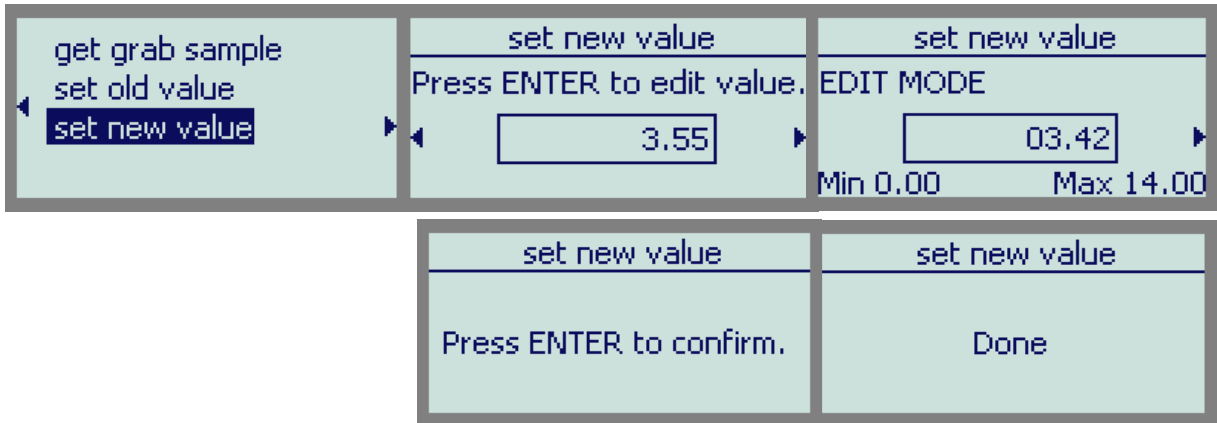 get grab sample
set old value
set new value
set new value
Press ENTER to edit value.
3.55
set new value
EDIT MODE
03.42
Min 0.00 Max 14.00
set new value
Press ENTER to confirm.
set new value
Done